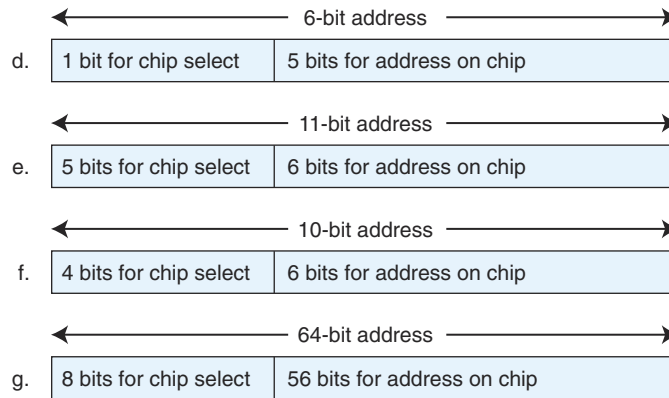 6-bit address
d. 1 bit for chip select 5 bits for address on chip
11-bit address
e. 5 bits for chip select 6 bits for address on chip
10-bit address
f. 4 bits for chip select 6 bits for address on chip
64-bit address
g. 8 bits for chip select 56 bits for address on chip